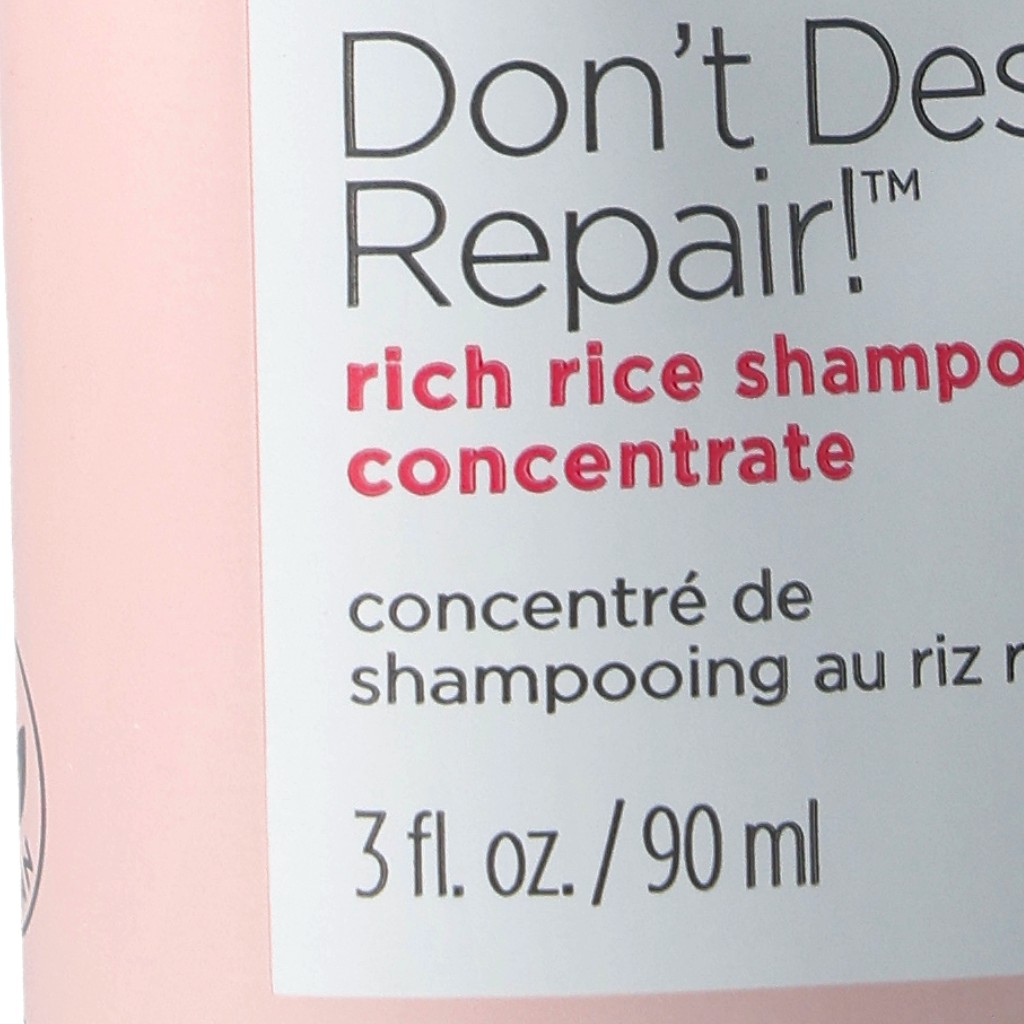 Don't Des
Repair!™
rich rice shampo
concentrate
concentré de
shampooing au riz r
3 fl. oz. / 90 ml